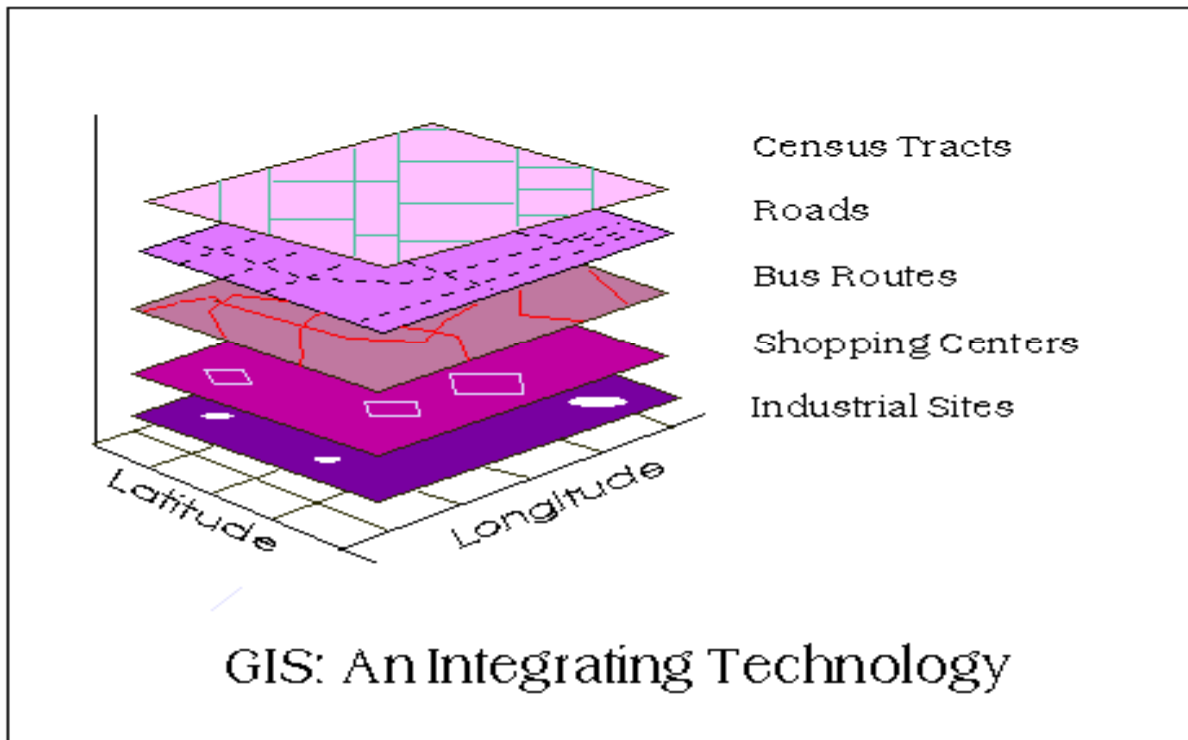 Census Tracts
Roads
Bus Routes
Shopping Centers
Industrial Sites
Latitude
Longitude
GIS: An Integrating Technology